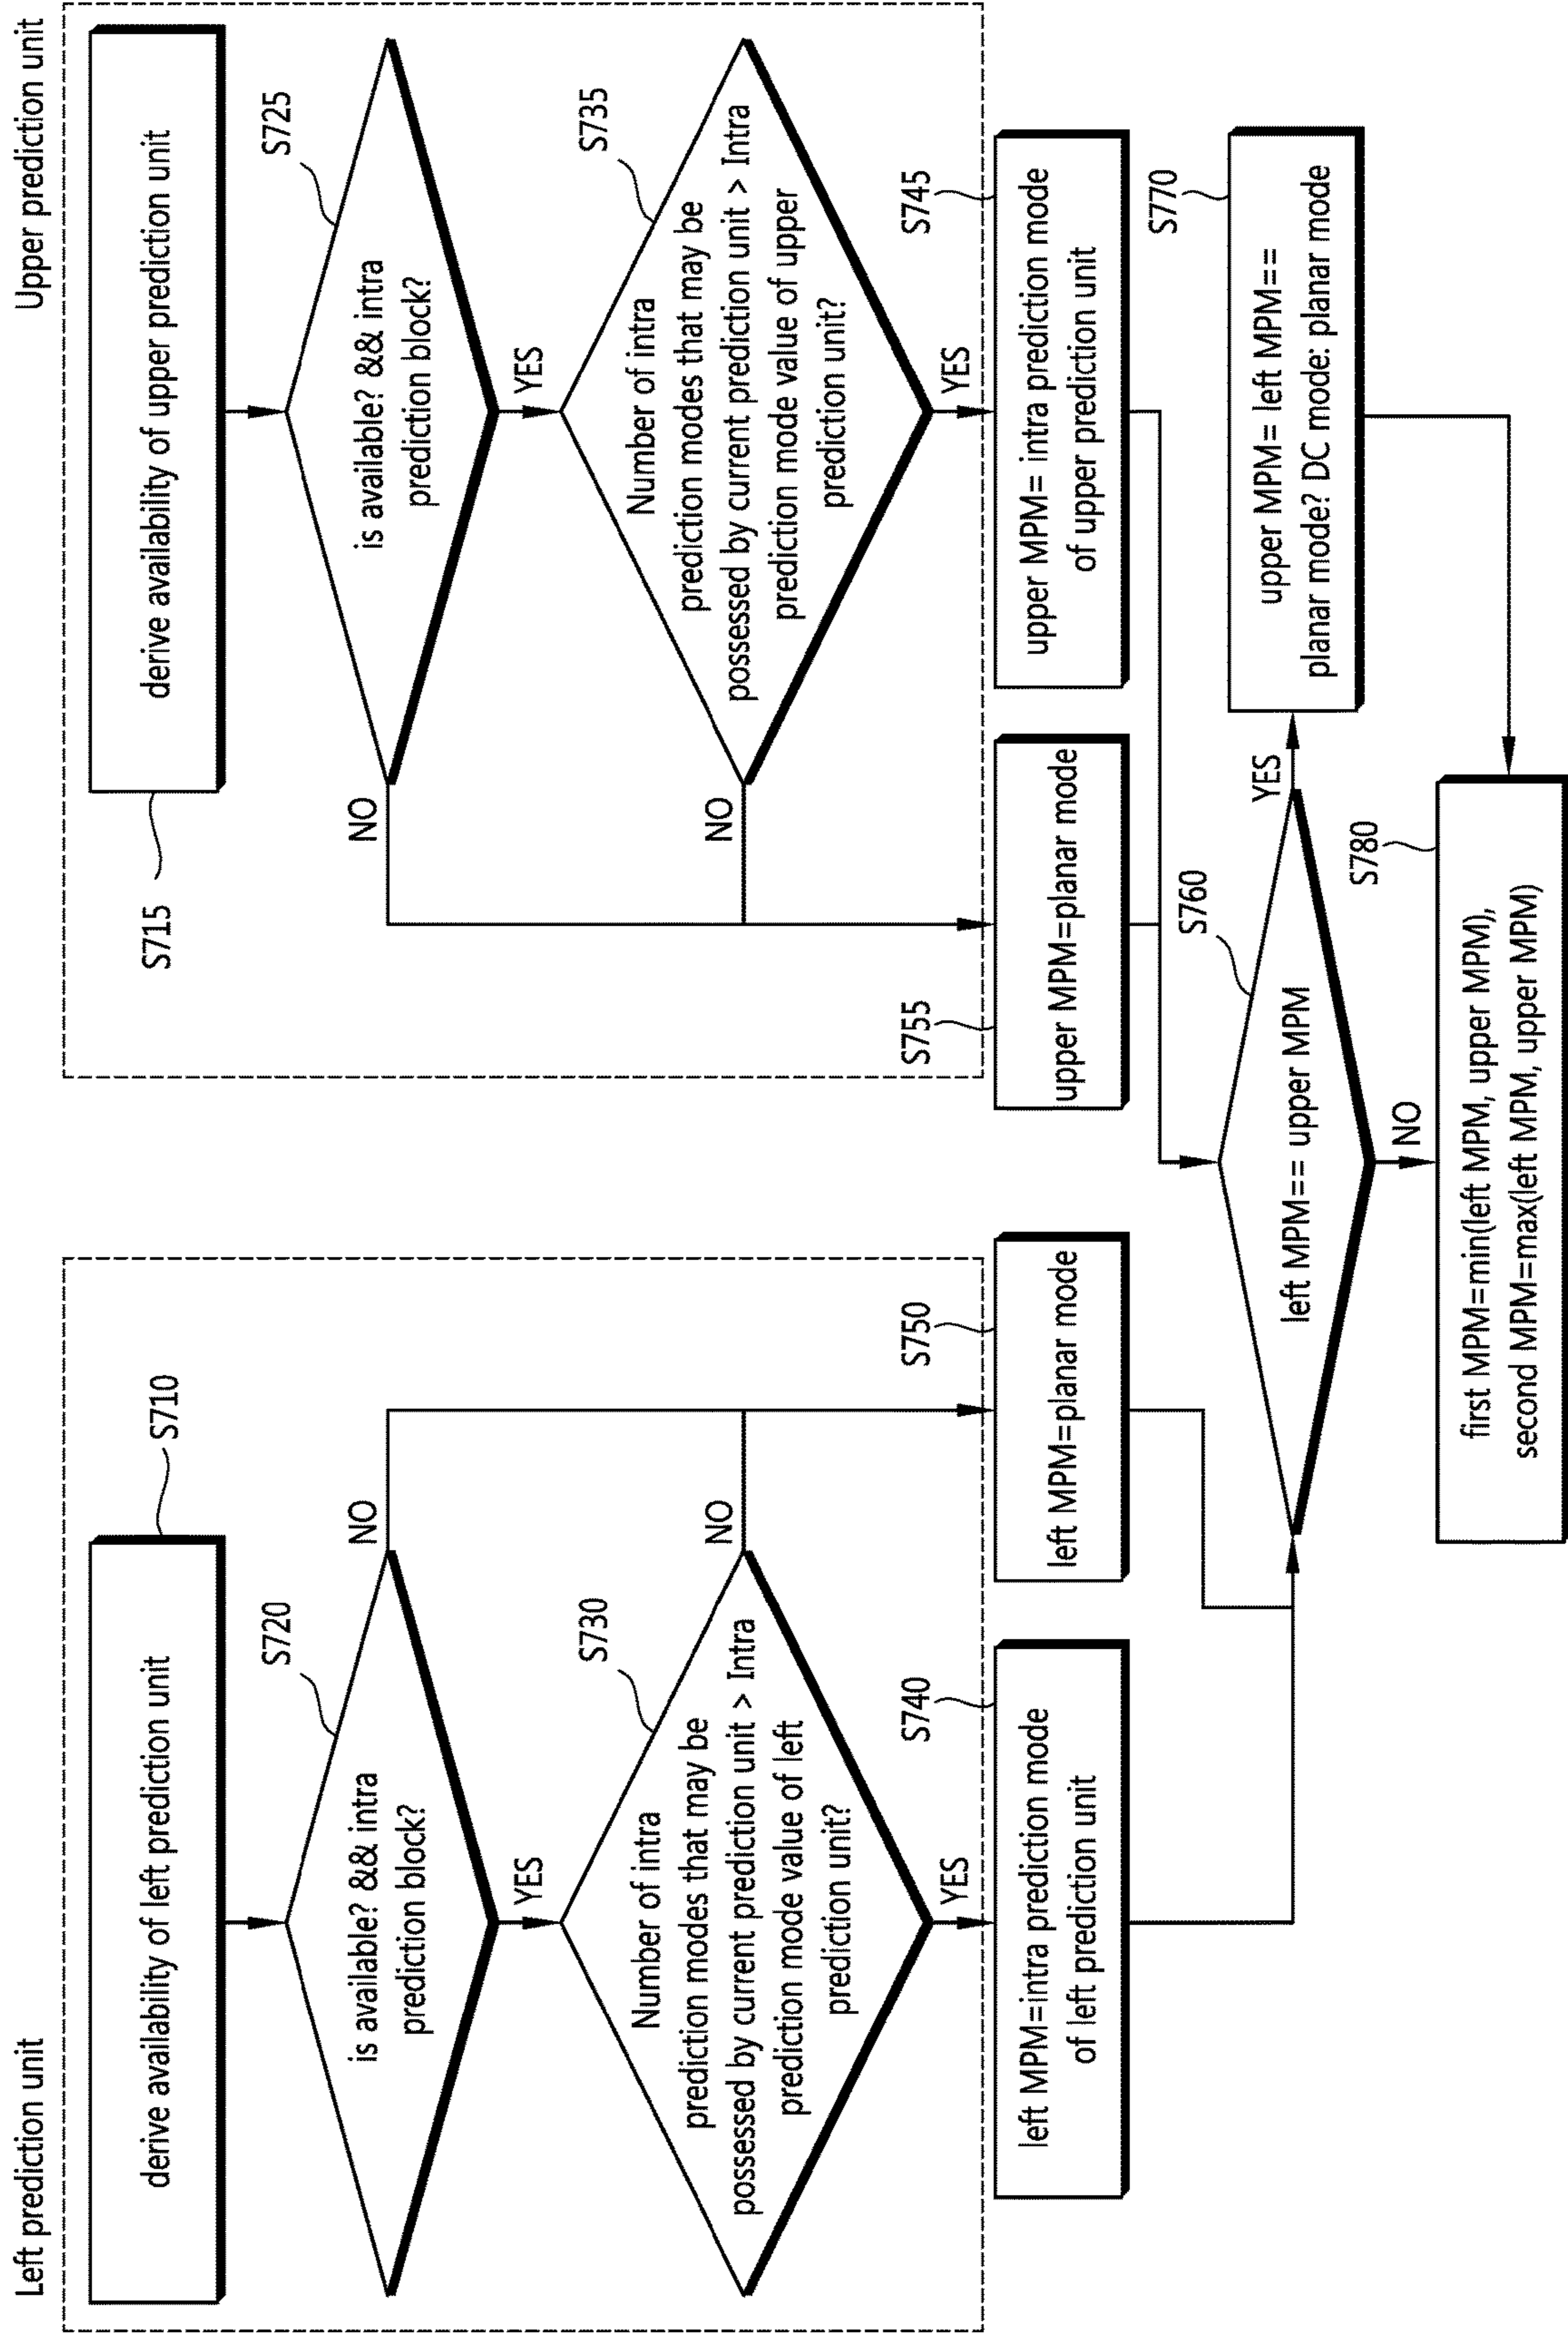 Left prediction unit
derive availability of left prediction unit
S710
S720
is available? && intra
prediction block?
NO
YES
S730
Number of intra
prediction modes that may be
possessed by current prediction unit > Intra
prediction mode value of left
prediction unit?
NO
YES
S740
left MPM=intra prediction mode
of left prediction unit
S750
left MPM=planar mode
Upper prediction unit
derive availability of upper prediction unit
S715
S725
is available? && intra
prediction block?
NO
YES
S735
Number of intra
prediction modes that may be
possessed by current prediction unit > Intra
prediction mode value of upper
prediction unit?
NO
YES
S755
upper MPM=planar mode
S745
upper MPM= intra prediction mode
of upper prediction unit
S760
left MPM== upper MPM
YES
NO
S770
upper MPM= left MPM==
planar mode? DC mode: planar mode
S780
first MPM=min(left MPM, upper MPM),
second MPM=max(left MPM, upper MPM)